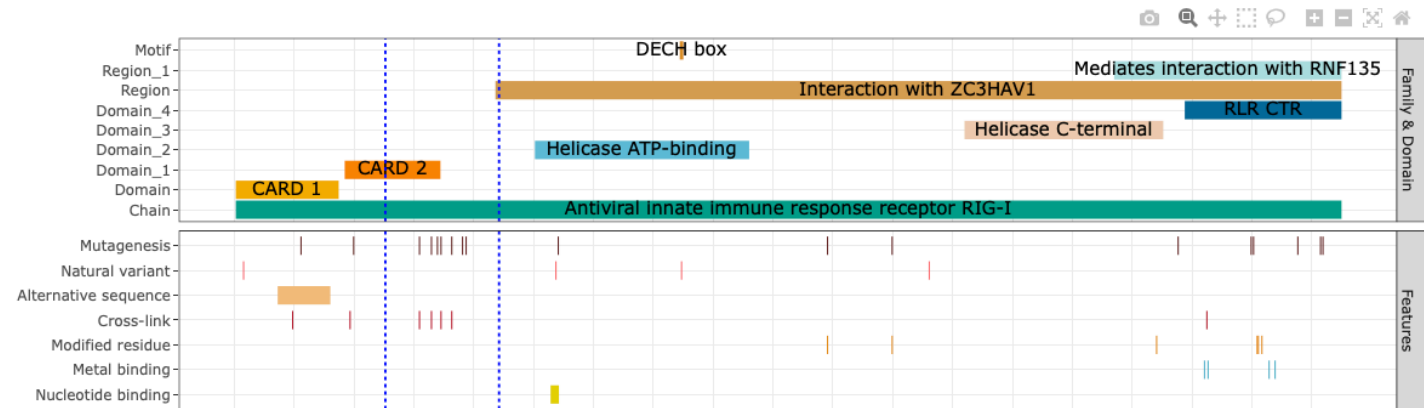 Motif
DECH box
Region_1
Mediates interaction with RNF135
Region
Interaction with ZC3HAV1
Domain_4
RLR CTR
Domain_3
Helicase C-terminal
Domain_2
Helicase ATP-binding
Domain_1
CARD 2
Domain
CARD 1
Chain
Antiviral innate immune response receptor RIG-I
Family & Domain
Mutagenesis
Natural variant
Alternative sequence
Cross-link
Modified residue
Metal binding
Nucleotide binding
Features